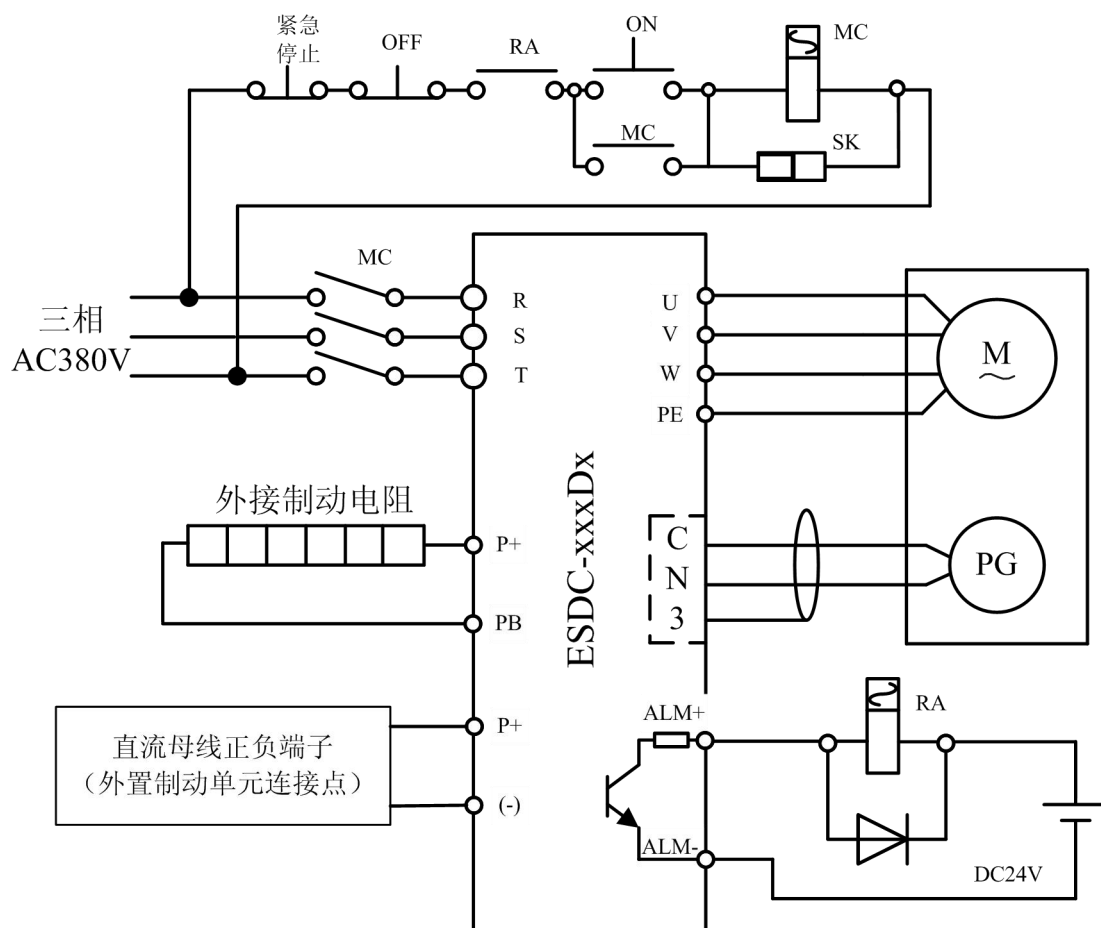 紧急
停止
OFF
RA
ON
MC
MC
SK
MC
三相
AC380V
R
S
T
U
V
W
PE
M
外接制动电阻
P+
PB
ESDC-xxxDx
C
N
3
PG
直流母线正负端子
（外置制动单元连接点）
P+
(-)
ALM+
ALM-
RA
DC24V